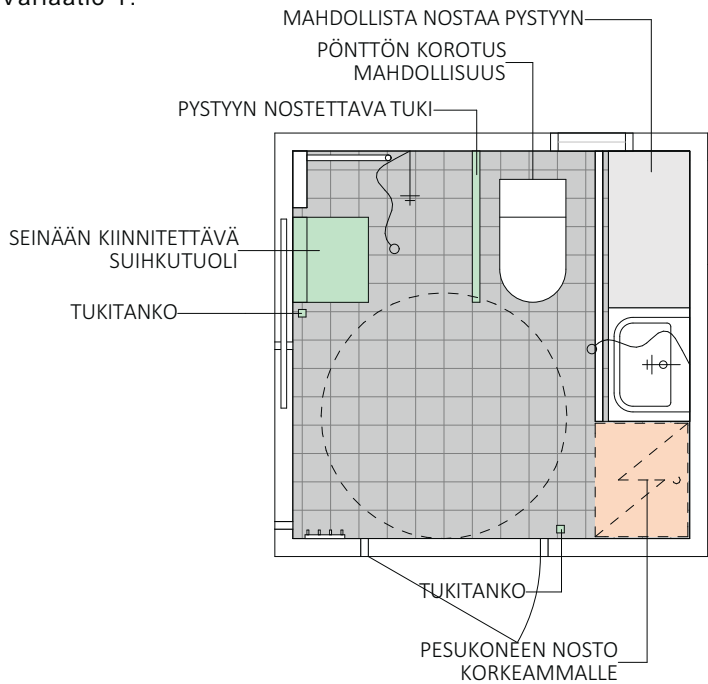 Variaatio 1.
MAHDOLLISTA NOSTAA PYSTYYN
PÖNTTÖN KOROTUS
MAHDOLLISUUS
PYSTYYN NOSTETTAVA TUKI
SEINÄÄN KIINNITETTÄVÄ
SUIHKUTUOLI
TUKITANKO
TUKITANKO
PESUKONEEN NOSTO
KORKEAMMALLE